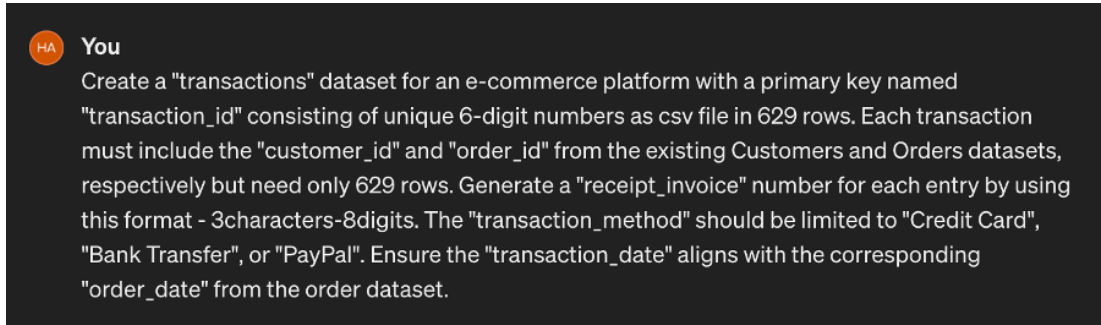 HA
You
Create a "transactions" dataset for an e-commerce platform with a primary key named
"transaction_id" consisting of unique 6-digit numbers as csv file in 629 rows. Each transaction
must include the "customer_id" and "order_id" from the existing Customers and Orders datasets,
respectively but need only 629 rows. Generate a "receipt_invoice" number for each entry by using
this format - 3characters-8digits. The "transaction_method" should be limited to "Credit Card",
"Bank Transfer", or "PayPal". Ensure the "transaction_date" aligns with the corresponding
"order_date" from the order dataset.